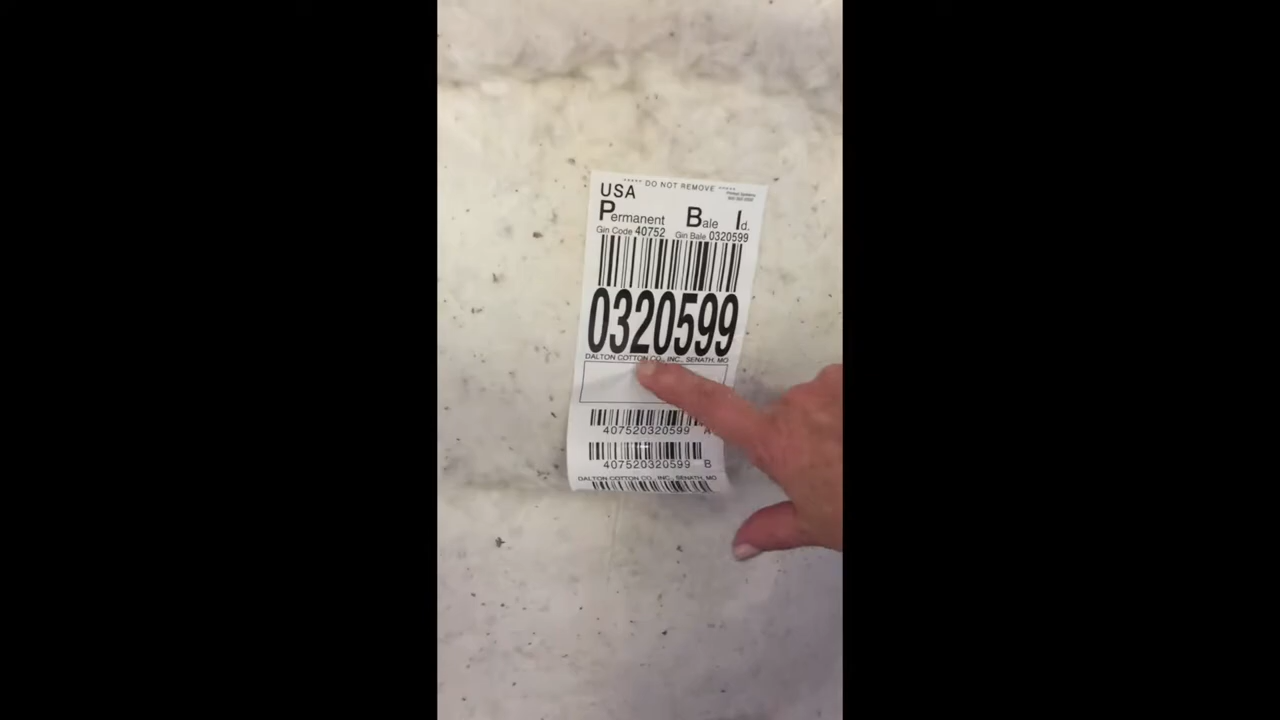 ***** DO NOT REMOVE *****
USA
Permanent Bale Id.
Gin Code 40752 Gin Bale 0320599
0320599
DALTON COTTON CO., INC., SENATH, MO
407520320599 A
407520320599 B
DALTON COTTON CO., INC., SENATH, MO